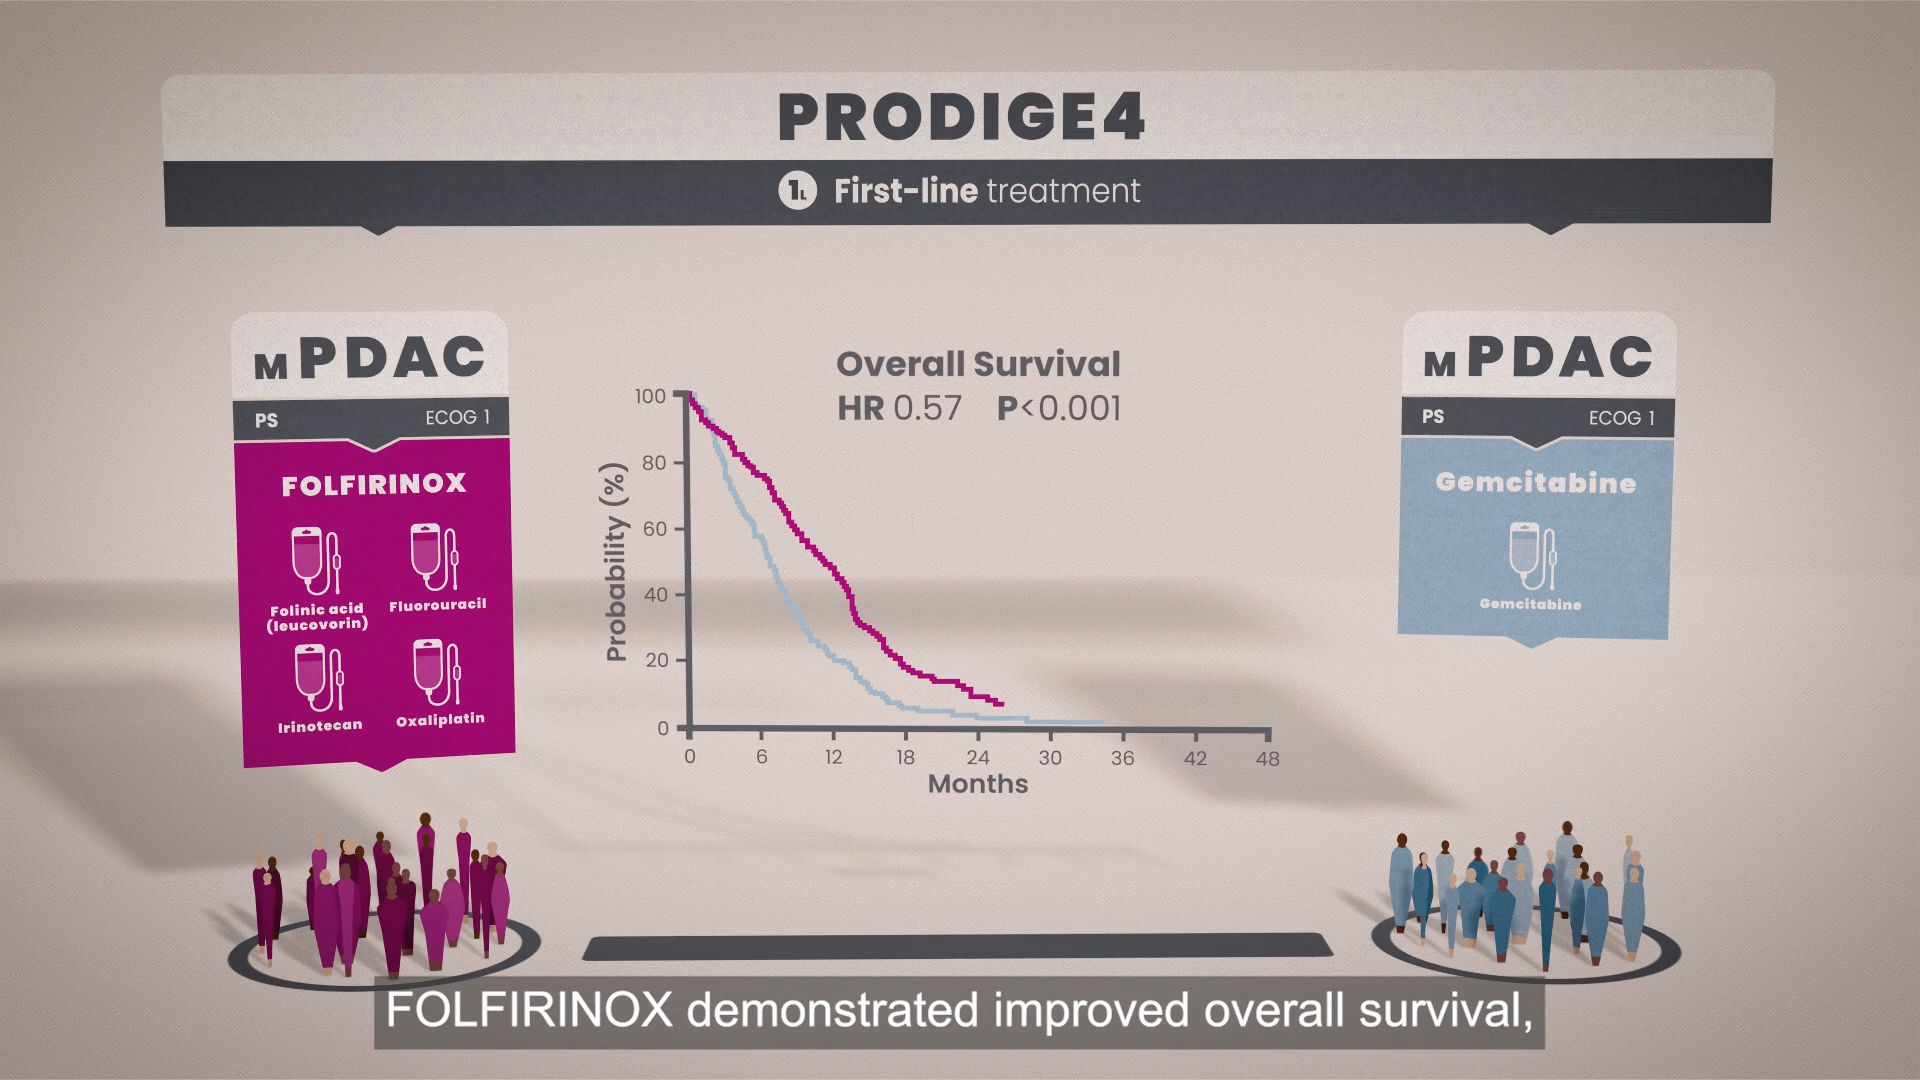 PRODIGE4
1L First-line treatment
MPDAC
PS ECOG 1
FOLFIRINOX
Folinic acid
(leucovorin)
Fluorouracil
Irinotecan
Oxaliplatin
Overall Survival
HR 0.57 P<0.001
Probability (%)
100
80
60
40
20
0
0 6 12 18 24 30 36 42 48
Months
MPDAC
PS ECOG 1
Gemcitabine
Gemcitabine
FOLFIRINOX demonstrated improved overall survival,